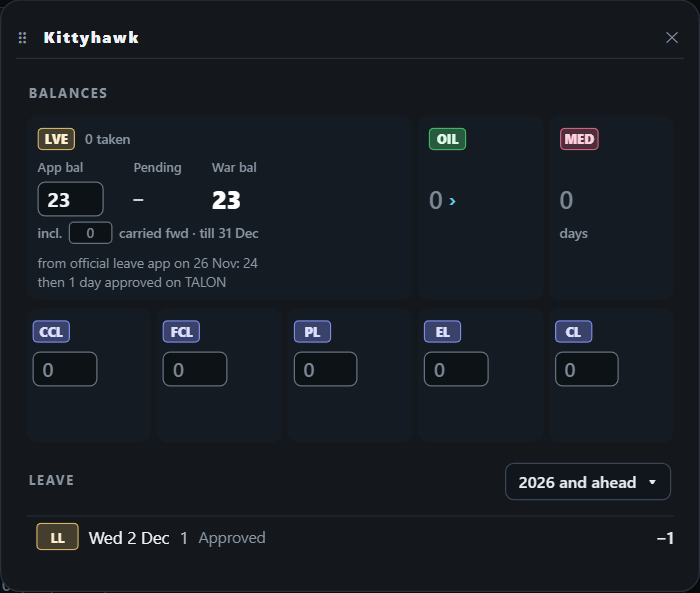 Kittyhawk
BALANCES
LVE 0 taken
App bal Pending War bal
23 – 23
incl. 0 carried fwd · till 31 Dec
from official leave app on 26 Nov: 24
then 1 day approved on TALON
OIL
0 ›
MED
0
days
CCL
0
FCL
0
PL
0
EL
0
CL
0
LEAVE
2026 and ahead
LL Wed 2 Dec 1 Approved –1